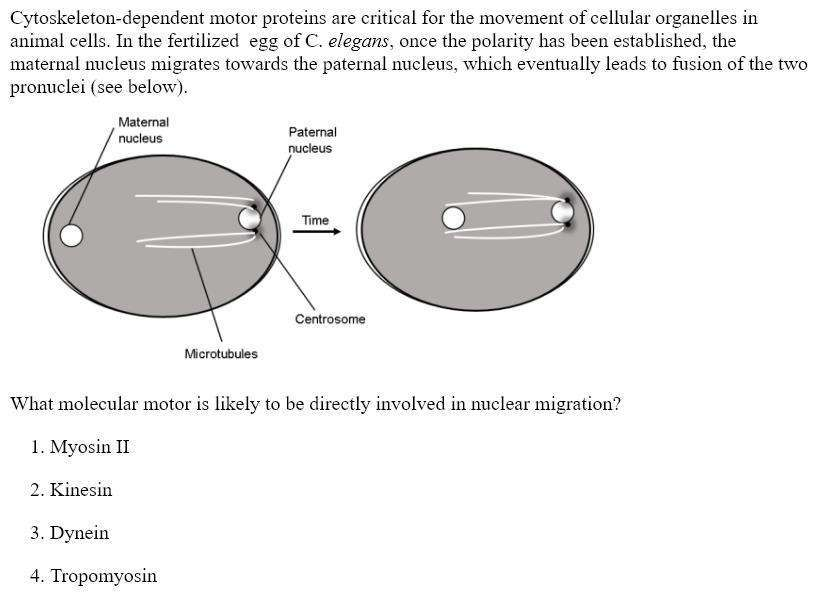 Cytoskeleton-dependent motor proteins are critical for the movement of cellular organelles in
animal cells. In the fertilized egg of C. elegans, once the polarity has been established, the
maternal nucleus migrates towards the paternal nucleus, which eventually leads to fusion of the two
pronuclei (see below).
Maternal
nucleus
Paternal
nucleus
Time
Centrosome
Microtubules
What molecular motor is likely to be directly involved in nuclear migration?
1. Myosin II
2. Kinesin
3. Dynein
4. Tropomyosin